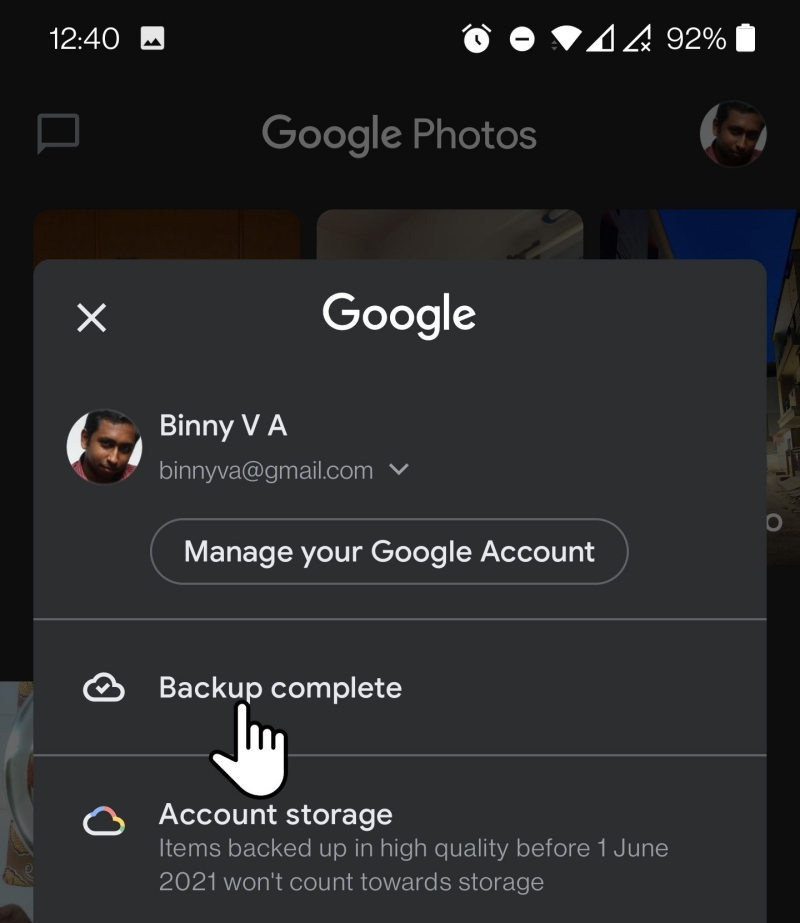 12:40
92%
Google Photos
Google
Binny V A
binnyva@gmail.com
Manage your Google Account
Backup complete
Account storage
Items backed up in high quality before 1 June
2021 won't count towards storage